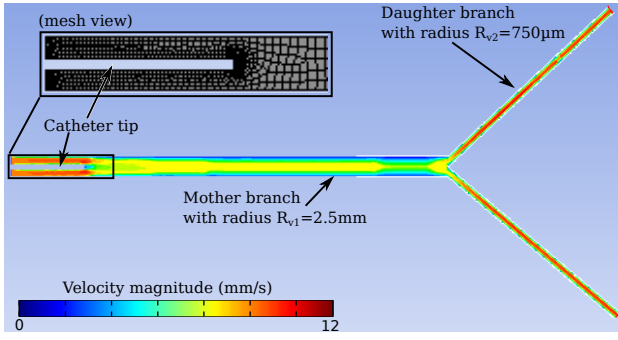 (mesh view)
Daughter branch
with radius Rv2=750μm
Catheter tip
Mother branch
with radius Rv1=2.5mm
Velocity magnitude (mm/s)
0 12